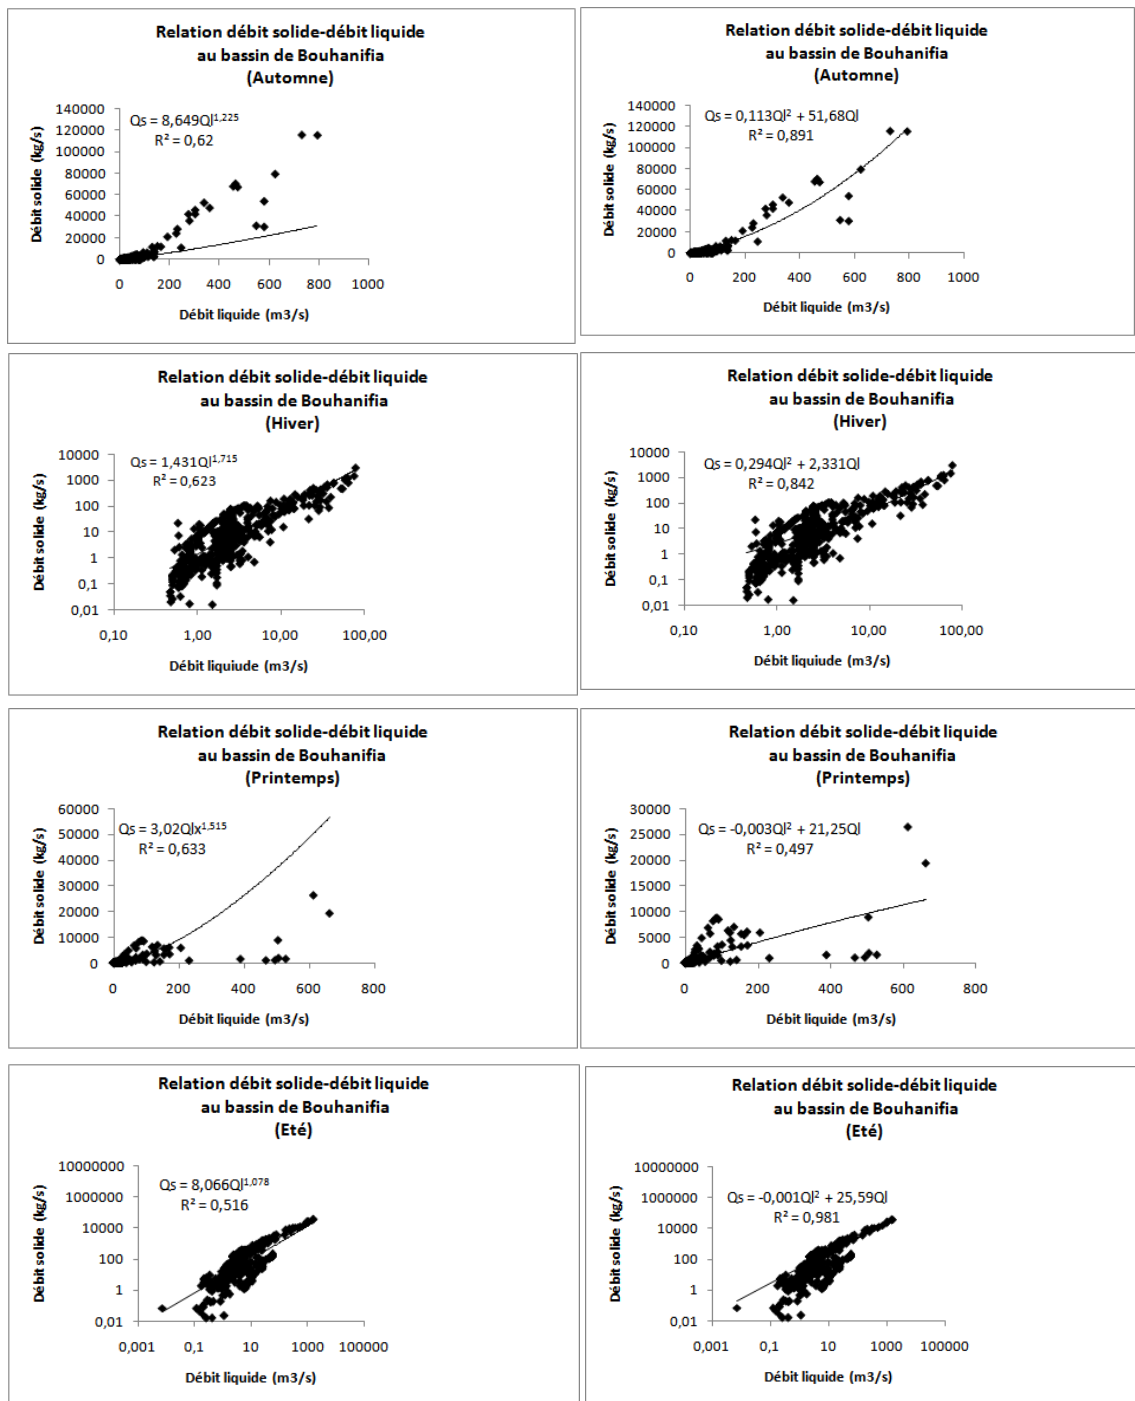 Relation débit solide-débit liquide
au bassin de Bouhanifia
(Automne)
Qs = 8,649Ql^1,225
R² = 0,62
Débit solide (kg/s)
140000
120000
100000
80000
60000
40000
20000
0
0 200 400 600 800 1000
Débit liquide (m3/s)
Relation débit solide-débit liquide
au bassin de Bouhanifia
(Automne)
Qs = 0,113Ql² + 51,68Ql
R² = 0,891
Débit solide (kg/s)
140000
120000
100000
80000
60000
40000
20000
0
0 200 400 600 800 1000
Débit liquide (m3/s)
Relation débit solide-débit liquide
au bassin de Bouhanifia
(Hiver)
Qs = 1,431Ql^1,715
R² = 0,623
Débit solide (kg/s)
10000
1000
100
10
1
0,1
0,01
0,10 1,00 10,00 100,00
Débit liquiude (m3/s)
Relation débit solide-débit liquide
au bassin de Bouhanifia
(Hiver)
Qs = 0,294Ql² + 2,331Ql
R² = 0,842
Débit solide (kg/s)
10000
1000
100
10
1
0,1
0,01
0,10 1,00 10,00 100,00
Débit liquiude (m3/s)
Relation débit solide-débit liquide
au bassin de Bouhanifia
(Printemps)
Qs = 3,02Qlx^1,515
R² = 0,633
Débit solide (kg/s)
60000
50000
40000
30000
20000
10000
0
0 200 400 600 800
Débit liquide (m3/s)
Relation débit solide-débit liquide
au bassin de Bouhanifia
(Printemps)
Qs = -0,003Ql² + 21,25Ql
R² = 0,497
Débit solide (kg/s)
30000
25000
20000
15000
10000
5000
0
0 200 400 600 800
Débit liquide (m3/s)
Relation débit solide-débit liquide
au bassin de Bouhanifia
(Eté)
Qs = 8,066Ql^1,078
R² = 0,516
Débit solide (kg/s)
10000000
1000000
10000
100
1
0,01
0,001 0,1 10 1000 100000
Débit liquide (m3/s)
Relation débit solide-débit liquide
au bassin de Bouhanifia
(Eté)
Qs = -0,001Ql² + 25,59Ql
R² = 0,981
Débit solide (kg/s)
10000000
1000000
10000
100
1
0,01
0,001 0,1 10 1000 100000
Débit liquide (m3/s)